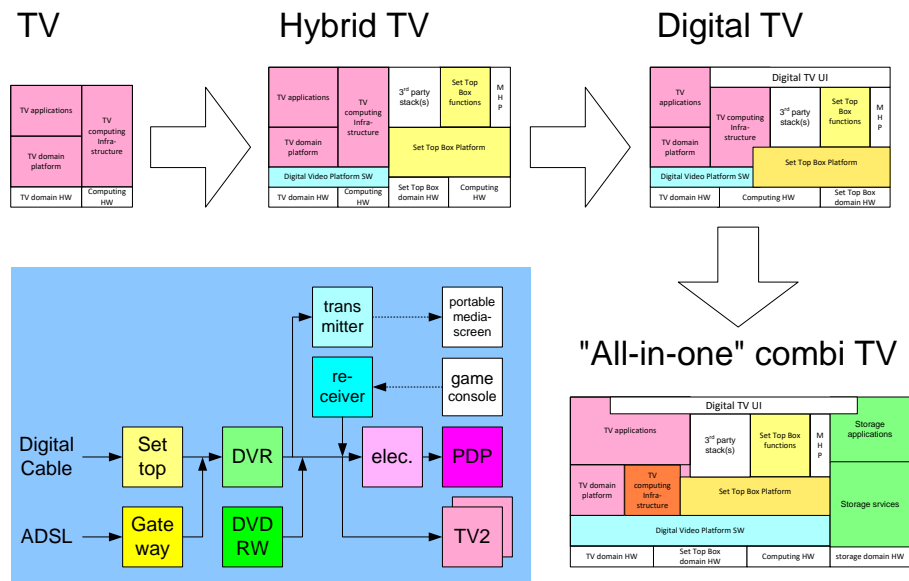 TV
TV applications
TV
computing
Infra-
structure
TV domain
platform
TV domain HW
Computing
HW
Hybrid TV
TV applications
TV
computing
Infra-
structure
3rd party
stack(s)
Set Top
Box
functions
M
H
P
TV domain
platform
Set Top Box Platform
Digital Video Platform SW
TV domain HW
Computing
HW
Set Top Box
domain HW
Computing
HW
Digital TV
Digital TV UI
TV
applications
TV computing
Infra-
structure
3rd party
stack(s)
Set Top
Box
functions
M
H
P
TV domain
platform
Set Top Box Platform
Digital Video Platform SW
TV domain HW
Computing HW
Set Top Box
domain HW
trans
mitter
portable
media-
screen
re-
ceiver
game
console
Digital
Cable
Set
top
DVR
elec.
PDP
ADSL
Gate
way
DVD
RW
TV2
"All-in-one" combi TV
Digital TV UI
TV applications
3rd party
stack(s)
Set Top Box
functions
M
H
P
Storage
applications
TV domain
platform
TV
computing
Infra-
structure
Set Top Box Platform
Storage srvices
Digital Video Platform SW
TV domain HW
Set Top Box
domain HW
Computing HW
storage domain HW